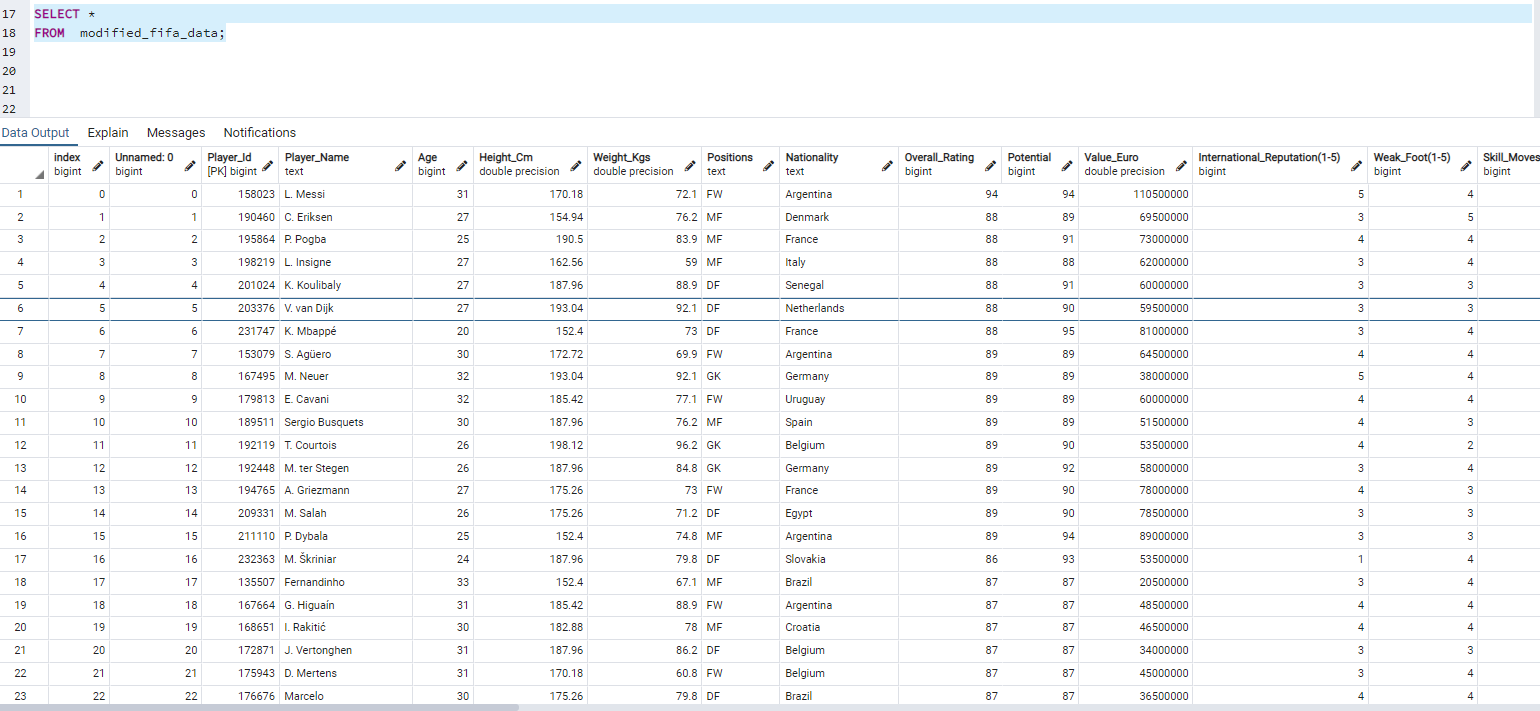 17 SELECT *
18 FROM modified_fifa_data;
19
20
21
22
Data Output Explain Messages Notifications
index Unnamed: 0 Player_Id Player_Name Age Height_Cm Weight_Kgs Positions Nationality Overall_Rating Potential Value_Euro International_Reputation(1-5) Weak_Foot(1-5) Skill_Moves
bigint bigint [PK] bigint text bigint double precision double precision text text bigint bigint double precision bigint bigint bigint
1 0 0 158023 L. Messi 31 170.18 72.1 FW Argentina 94 94 110500000 5 4
2 1 1 190460 C. Eriksen 27 154.94 76.2 MF Denmark 88 89 69500000 3 5
3 2 2 195864 P. Pogba 25 190.5 83.9 MF France 88 91 73000000 4 4
4 3 3 198219 L. Insigne 27 162.56 59 MF Italy 88 88 62000000 3 4
5 4 4 201024 K. Koulibaly 27 187.96 88.9 DF Senegal 88 91 60000000 3 3
6 5 5 203376 V. van Dijk 27 193.04 92.1 DF Netherlands 88 90 59500000 3 3
7 6 6 231747 K. Mbappé 20 152.4 73 DF France 88 95 81000000 3 4
8 7 7 153079 S. Agüero 30 172.72 69.9 FW Argentina 89 89 64500000 4 4
9 8 8 167495 M. Neuer 32 193.04 92.1 GK Germany 89 89 38000000 5 4
10 9 9 179813 E. Cavani 32 185.42 77.1 FW Uruguay 89 89 60000000 4 4
11 10 10 189511 Sergio Busquets 30 187.96 76.2 MF Spain 89 89 51500000 4 3
12 11 11 192119 T. Courtois 26 198.12 96.2 GK Belgium 89 90 53500000 4 2
13 12 12 192448 M. ter Stegen 26 187.96 84.8 GK Germany 89 92 58000000 3 4
14 13 13 194765 A. Griezmann 27 175.26 73 FW France 89 90 78000000 4 3
15 14 14 209331 M. Salah 26 175.26 71.2 DF Egypt 89 90 78500000 3 3
16 15 15 211110 P. Dybala 25 152.4 74.8 MF Argentina 89 94 89000000 3 3
17 16 16 232363 M. Škriniar 24 187.96 79.8 DF Slovakia 86 93 53500000 1 4
18 17 17 135507 Fernandinho 33 152.4 67.1 MF Brazil 87 87 20500000 3 4
19 18 18 167664 G. Higuaín 31 185.42 88.9 FW Argentina 87 87 48500000 4 4
20 19 19 168651 I. Rakitić 30 182.88 78 MF Croatia 87 87 46500000 4 4
21 20 20 172871 J. Vertonghen 31 187.96 86.2 DF Belgium 87 87 34000000 3 3
22 21 21 175943 D. Mertens 31 170.18 60.8 FW Belgium 87 87 45000000 3 4
23 22 22 176676 Marcelo 30 175.26 79.8 DF Brazil 87 87 36500000 4 4